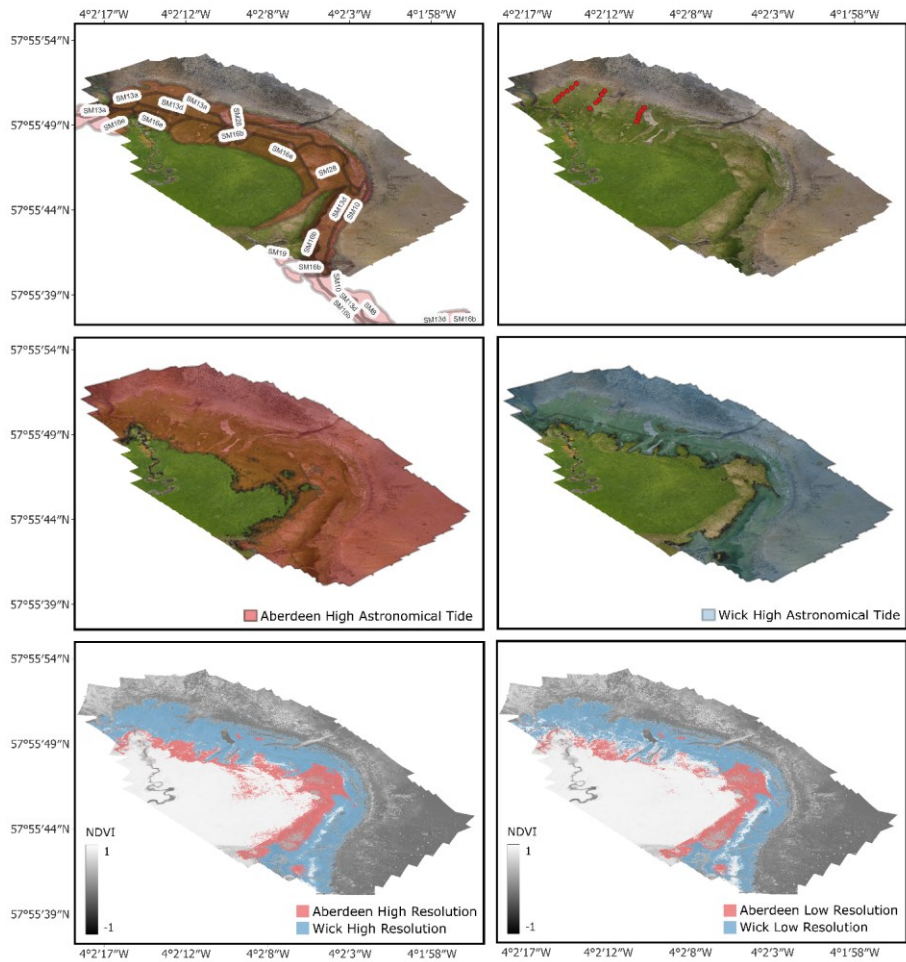 4°2′17″W 4°2′12″W 4°2′8″W 4°2′3″W 4°1′58″W
4°2′17″W 4°2′12″W 4°2′8″W 4°2′3″W 4°1′58″W
57°55′54″N
57°55′49″N
57°55′44″N
57°55′39″N
SM13a
SM13a
SM13d
SM13a
SM28
SM16e
SM16e
SM16b
SM16e
SM28
SM13d
SM10
SM16b
SM19
SM16b
SM10
SM13d
SM16b
SM8
SM13d
SM16b
57°55′54″N
57°55′49″N
57°55′44″N
57°55′39″N
Aberdeen High Astronomical Tide
Wick High Astronomical Tide
57°55′54″N
57°55′49″N
57°55′44″N
57°55′39″N
NDVI
1
-1
Aberdeen High Resolution
Wick High Resolution
NDVI
1
-1
Aberdeen Low Resolution
Wick Low Resolution
4°2′17″W 4°2′12″W 4°2′8″W 4°2′3″W 4°1′58″W
4°2′17″W 4°2′12″W 4°2′8″W 4°2′3″W 4°1′58″W